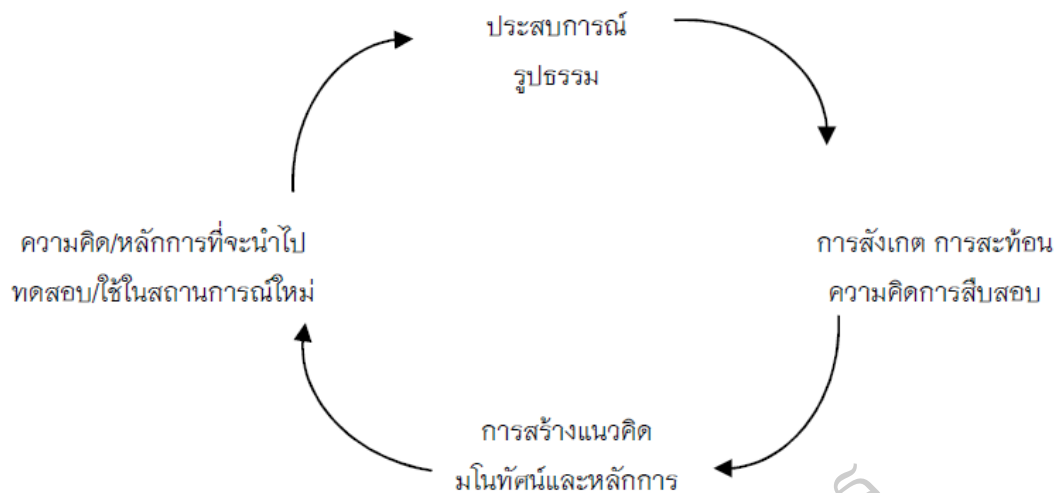 ประสบการณ์
รูปธรรม
ความคิด/หลักการที่จะนำไป
ทดสอบ/ใช้ในสถานการณ์ใหม่
การสังเกต การสะท้อน
ความคิดการสืบสอบ
การสร้างแนวคิด
มโนทัศน์และหลักการ